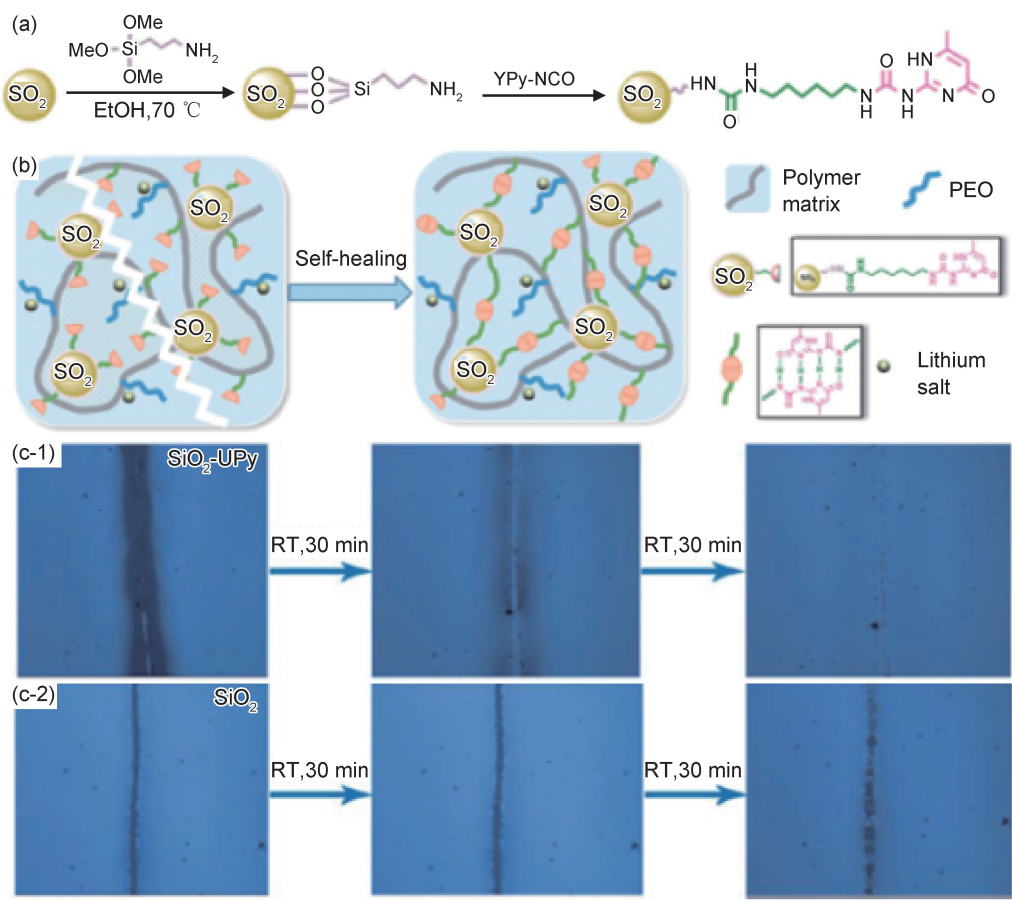 (a)
OMe
MeO
Si
NH2
OMe
SO2
EtOH,70 ℃
SO2
O
O
O
Si
NH2
YPy-NCO
SO2
HN
O
H
N
N
H
O
N
H
HN
N
O
(b)
SO2
SO2
SO2
SO2
Self-healing
SO2
SO2
SO2
SO2
Polymer
matrix
PEO
SO2
Lithium
salt
(c-1)
SiO2-UPy
RT,30 min
RT,30 min
(c-2)
SiO2
RT,30 min
RT,30 min